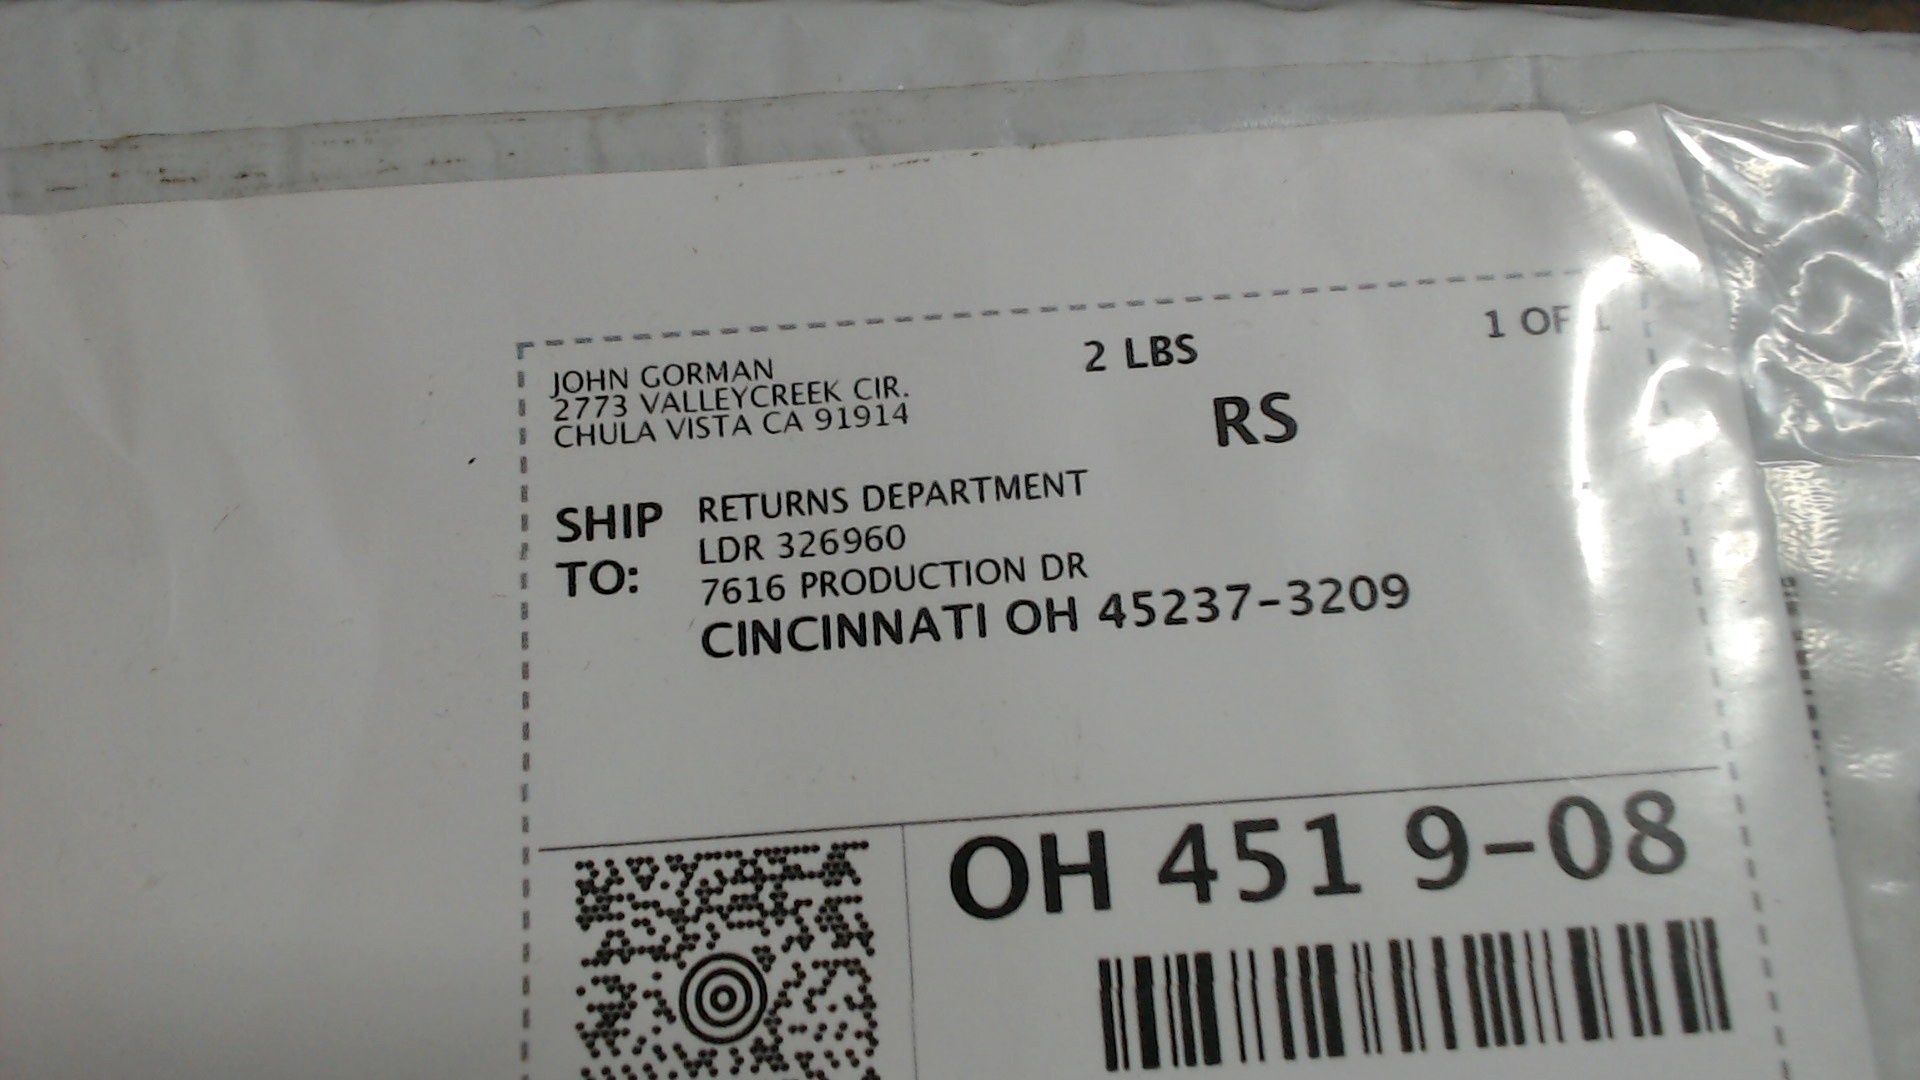 JOHN GORMAN
2773 VALLEYCREEK CIR.
CHULA VISTA CA 91914
2 LBS
1 OF 1
RS
SHIP TO:
RETURNS DEPARTMENT
LDR 326960
7616 PRODUCTION DR
CINCINNATI OH 45237-3209
OH 451 9-08